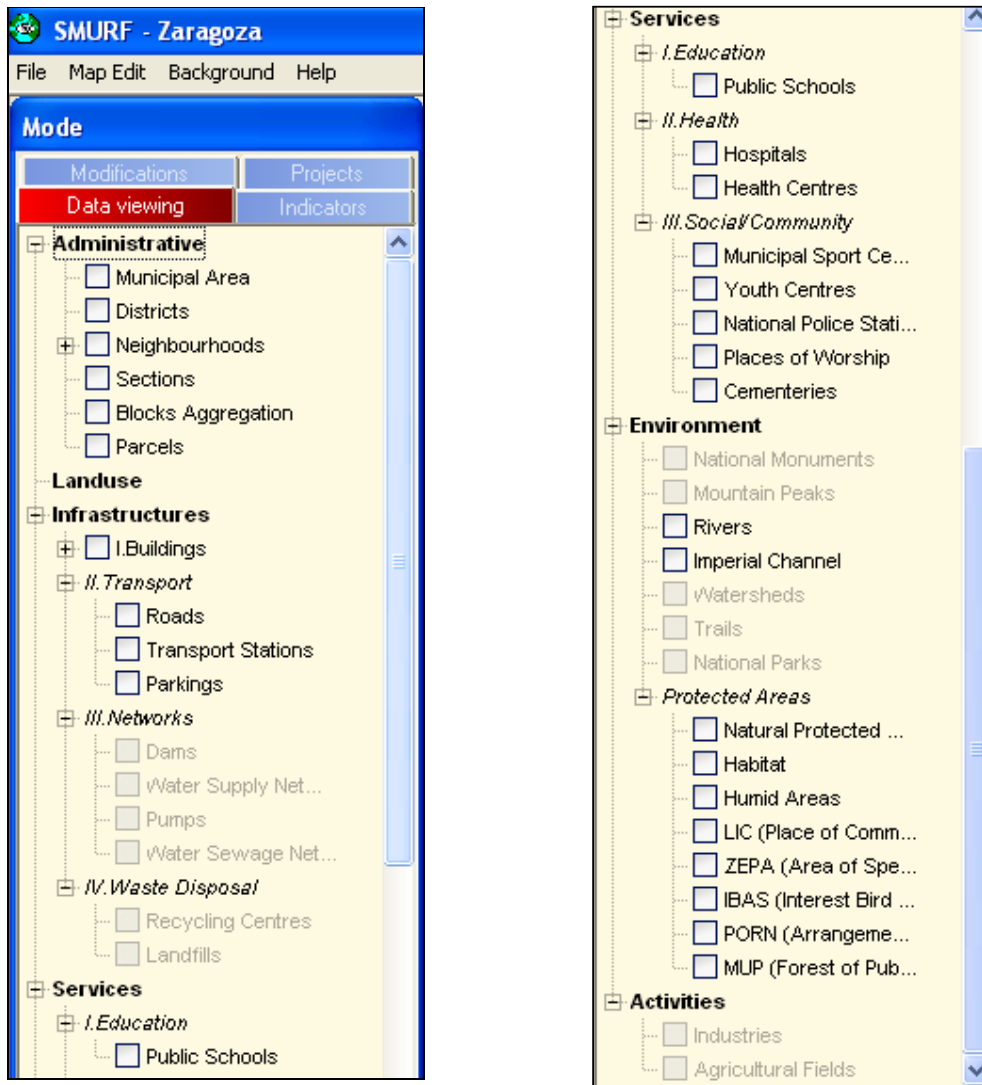 SMURF - Zaragoza
File Map Edit Background Help
Mode
Modifications Projects
Data viewing Indicators
Administrative
Municipal Area
Districts
Neighbourhoods
Sections
Blocks Aggregation
Parcels
Landuse
Infrastructures
I.Buildings
II.Transport
Roads
Transport Stations
Parkings
III.Networks
Dams
Water Supply Net...
Pumps
Water Sewage Net...
IV.Waste Disposal
Recycling Centres
Landfills
Services
I.Education
Public Schools
Services
I.Education
Public Schools
II.Health
Hospitals
Health Centres
III.Social/Community
Municipal Sport Ce...
Youth Centres
National Police Stati...
Places of Worship
Cementeries
Environment
National Monuments
Mountain Peaks
Rivers
Imperial Channel
Watersheds
Trails
National Parks
Protected Areas
Natural Protected ...
Habitat
Humid Areas
LIC (Place of Comm...
ZEPA (Area of Spe...
IBAS (Interest Bird ...
PORN (Arrangeme...
MUP (Forest of Pub...
Activities
Industries
Agricultural Fields